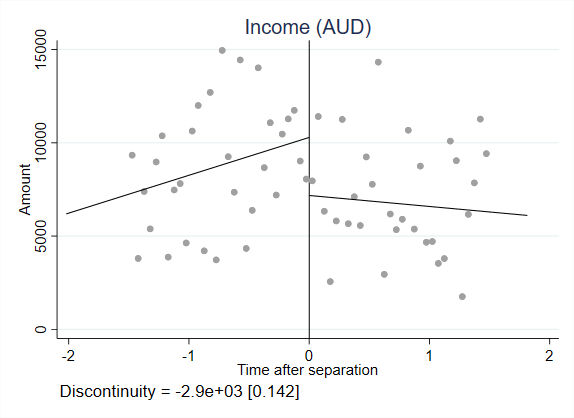 Income (AUD)
15000
10000
5000
0
Amount
-2 -1 0 1 2
Time after separation
Discontinuity = -2.9e+03 [0.142]